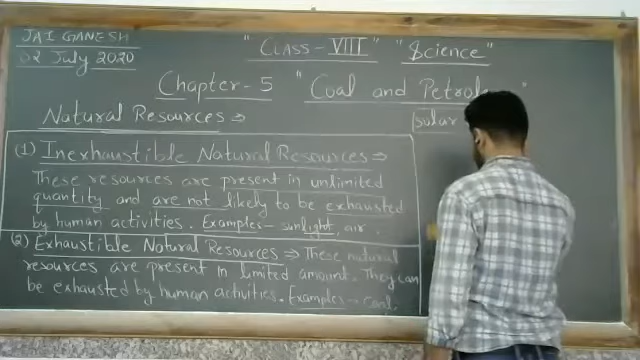 JAI GANESH
02 July 2020
"CLASS-VIII" "Science"
Chapter-5 "Coal and
Natural Resources ⇒
Solar
(1) Inexhaustible Natural Resources ⇒
These resources are present in unlimited
quantity and are not likely to be exhausted
by human activities. Examples- sunlight, air.
(2) Exhaustible Natural Resources ⇒ These natural
resources are present in limited amount. They can
be exhausted by human activities. Examples- coal,